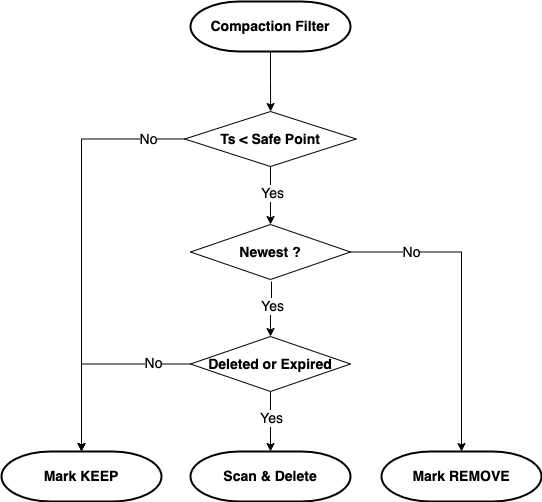 Compaction Filter
Ts < Safe Point
No
Yes
Newest ?
No
Yes
Deleted or Expired
No
Yes
Mark KEEP
Scan & Delete
Mark REMOVE